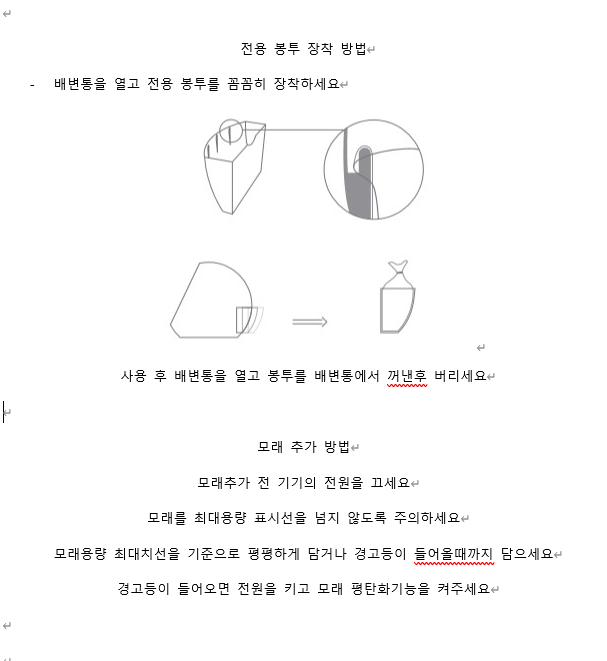 전용 봉투 장착 방법
- 배변통을 열고 전용 봉투를 꼼꼼히 장착하세요
사용 후 배변통을 열고 봉투를 배변통에서 꺼낸후 버리세요
모래 추가 방법
모래추가 전 기기의 전원을 끄세요
모래를 최대용량 표시선을 넘지 않도록 주의하세요
모래용량 최대치선을 기준으로 평평하게 담거나 경고등이 들어올때까지 담으세요
경고등이 들어오면 전원을 키고 모래 평탄화기능을 켜주세요